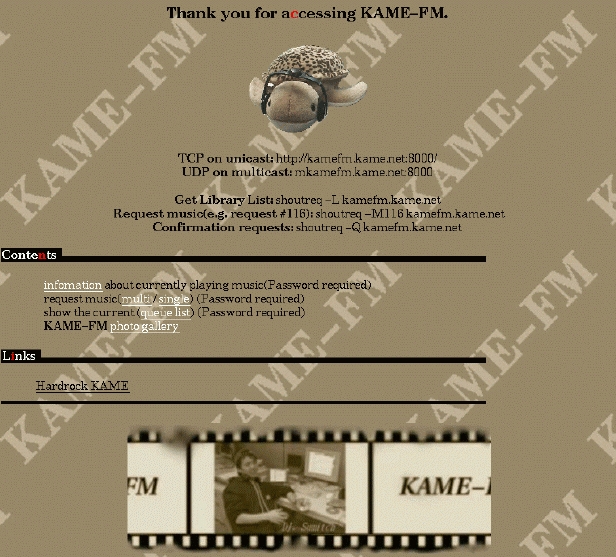 Thank you for accessing KAME-FM.
TCP on unicast: http://kamefm.kame.net:8000/
UDP on multicast: mkamefm.kame.net:8000
Get Library List: shoutreq -L kamefm.kame.net
Request music(e.g. request #116): shoutreq -M116 kamefm.kame.net
Confirmation requests: shoutreq -Q kamefm.kame.net
Contents
infomation about currently playing music(Password required)
request music(multi/single) (Password required)
show the current (queue list) (Password required)
KAME-FM photo gallery
Links
Hardrock KAME
FM
KAME-F